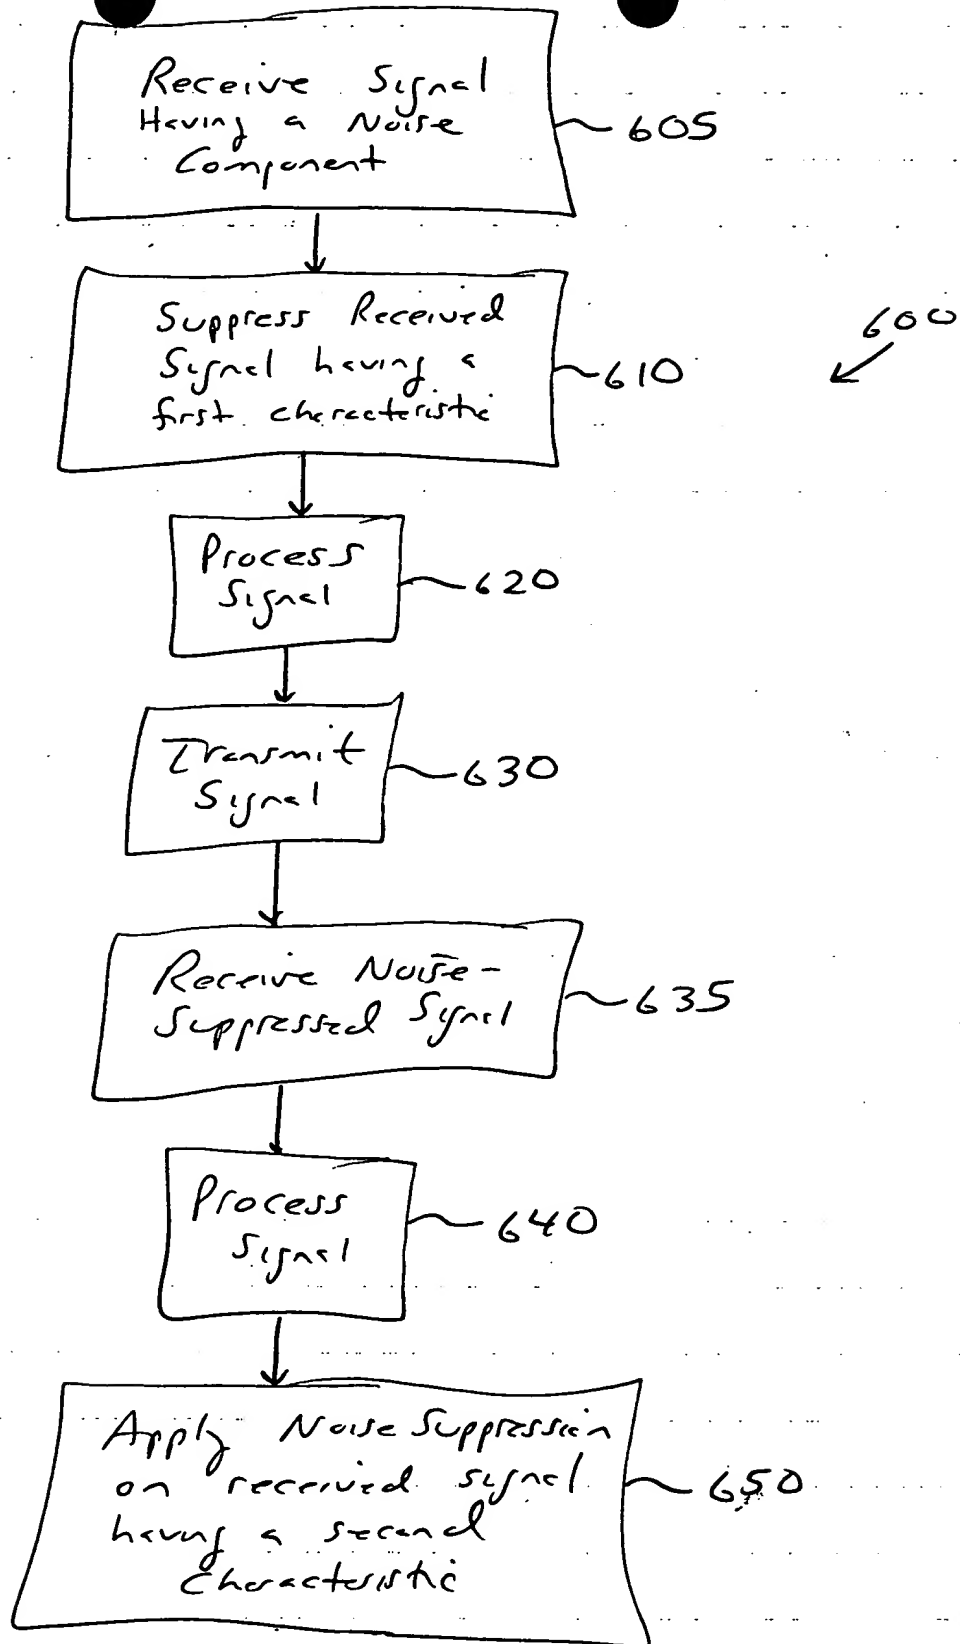 Receive Signal
Having a Noise
Component
605
Suppress Received
Signal having a
first characteristic
610
600
Process
Signal
620
Transmit
Signal
630
Receive Noise-
Suppressed Signal
635
Process
Signal
640
Apply Noise Suppression
on received signal
having a second
Characteristic
650